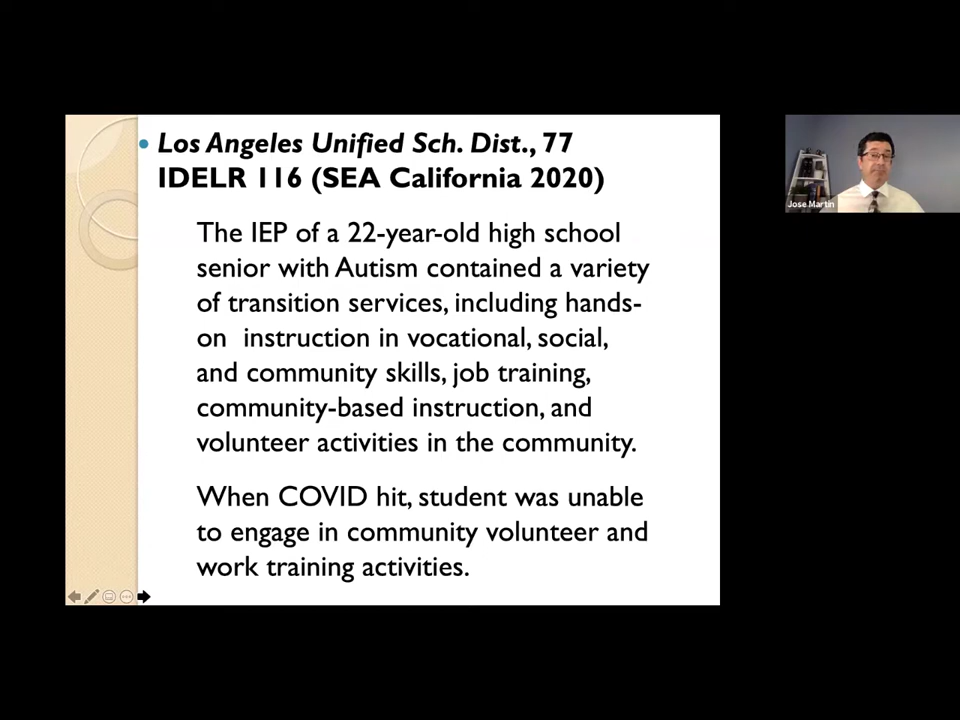 Los Angeles Unified Sch. Dist., 77
IDELR 116 (SEA California 2020)
The IEP of a 22-year-old high school
senior with Autism contained a variety
of transition services, including hands-
on instruction in vocational, social,
and community skills, job training,
community-based instruction, and
volunteer activities in the community.
When COVID hit, student was unable
to engage in community volunteer and
work training activities.
Jose Martin